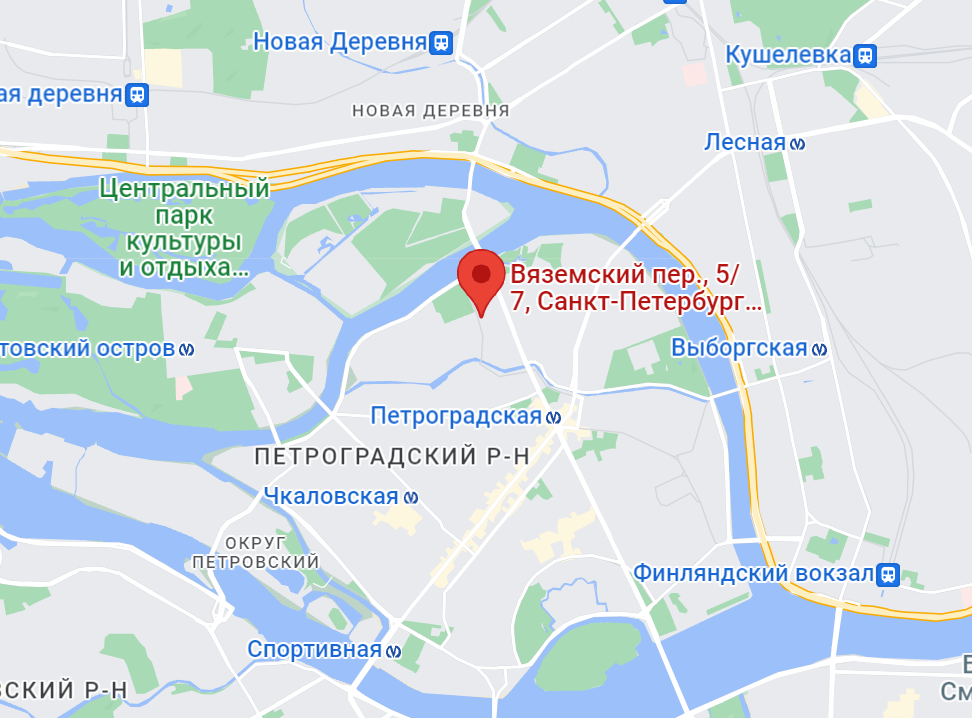 Новая Деревня
Кушелевка
ая деревня
НОВАЯ ДЕРЕВНЯ
Лесная
Центральный
парк
культуры
и отдыха...
Вяземский пер., 5/
7, Санкт-Петербург...
товский остров
Выборгская
Петроградская
ПЕТРОГРАДСКИЙ Р-Н
Чкаловская
ОКРУГ
ПЕТРОВСКИЙ
Финляндский вокзал
Спортивная
ВСКИЙ Р-Н
См